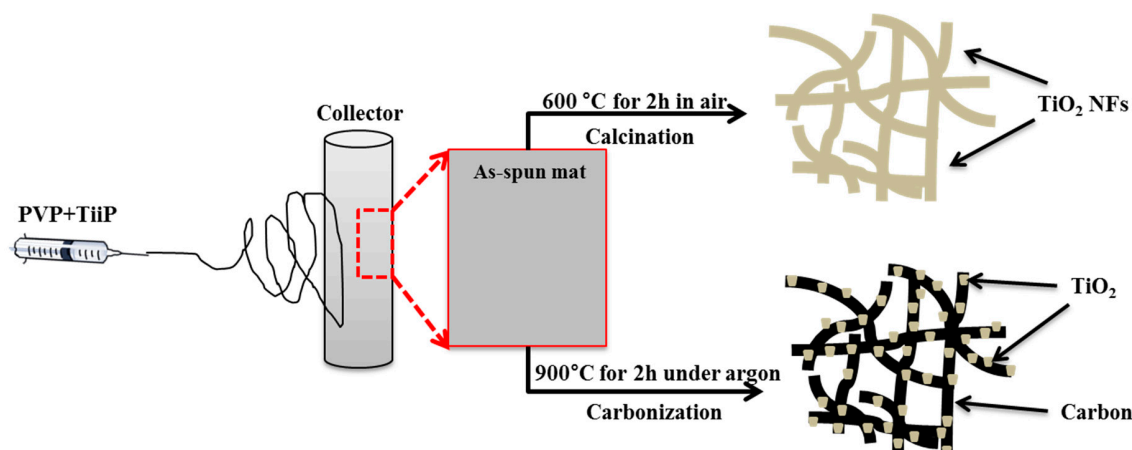 PVP+TiiP
Collector
As-spun mat
600 °C for 2h in air
Calcination
TiO₂ NFs
900°C for 2h under argon
Carbonization
TiO₂
Carbon